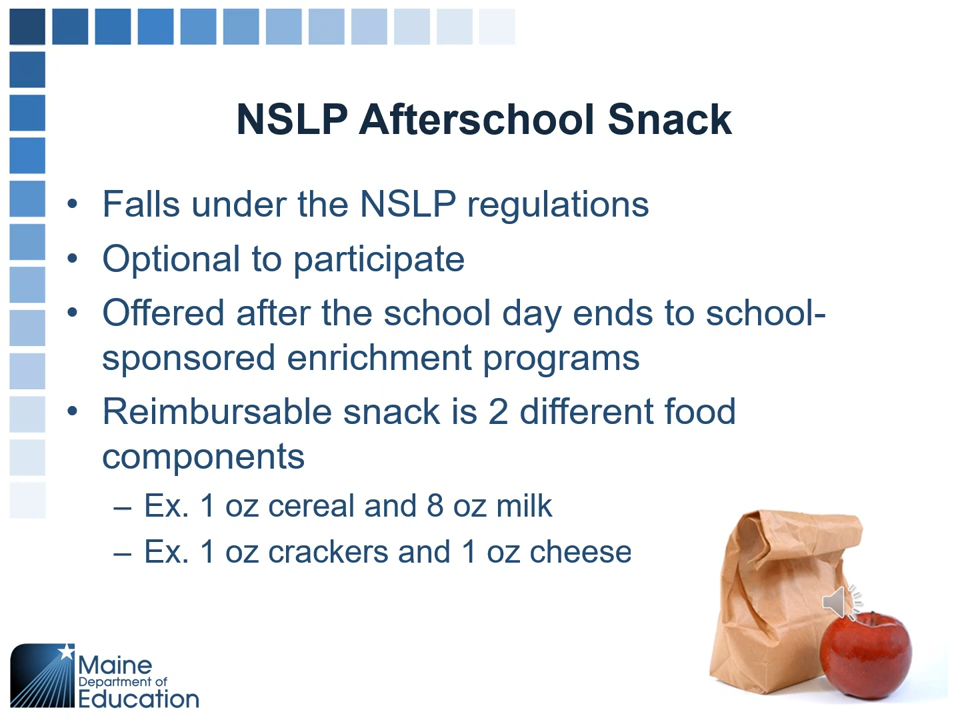 NSLP Afterschool Snack
• Falls under the NSLP regulations
• Optional to participate
• Offered after the school day ends to school-
sponsored enrichment programs
• Reimbursable snack is 2 different food
components
– Ex. 1 oz cereal and 8 oz milk
– Ex. 1 oz crackers and 1 oz cheese
Maine
Department of
Education